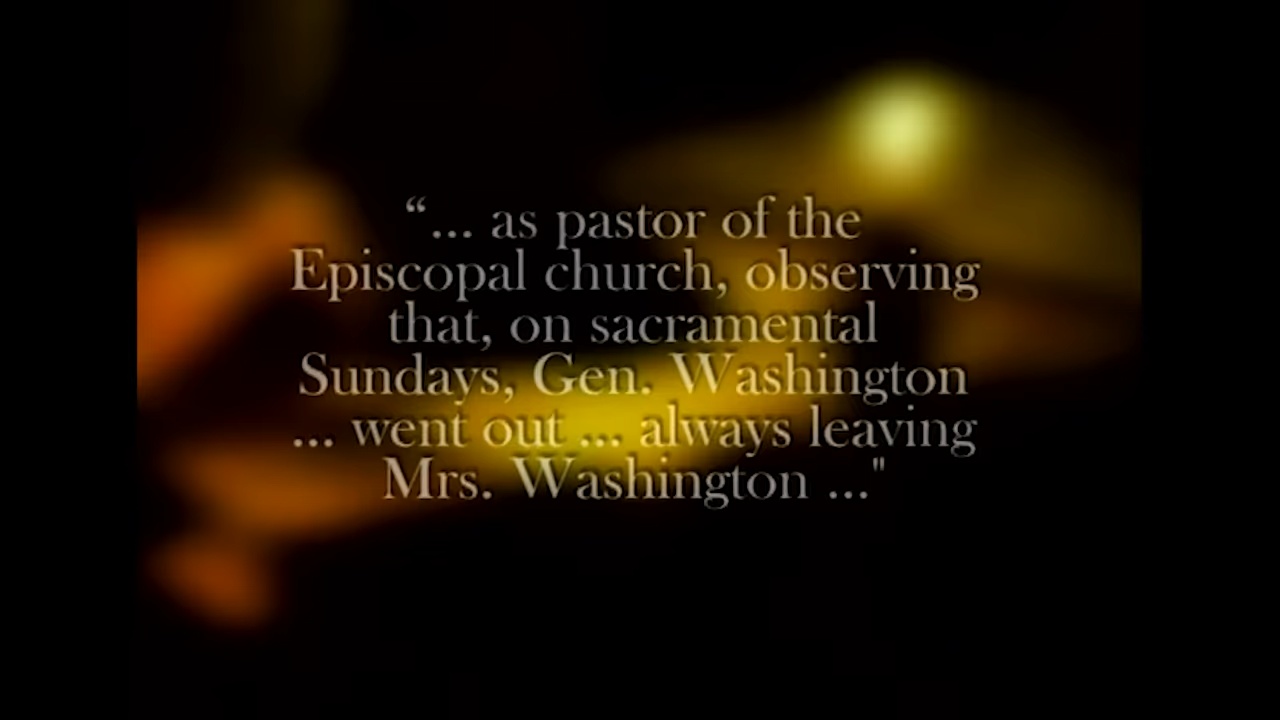 “... as pastor of the
Episcopal church, observing
that, on sacramental
Sundays, Gen. Washington
... went out ... always leaving
Mrs. Washington ..."